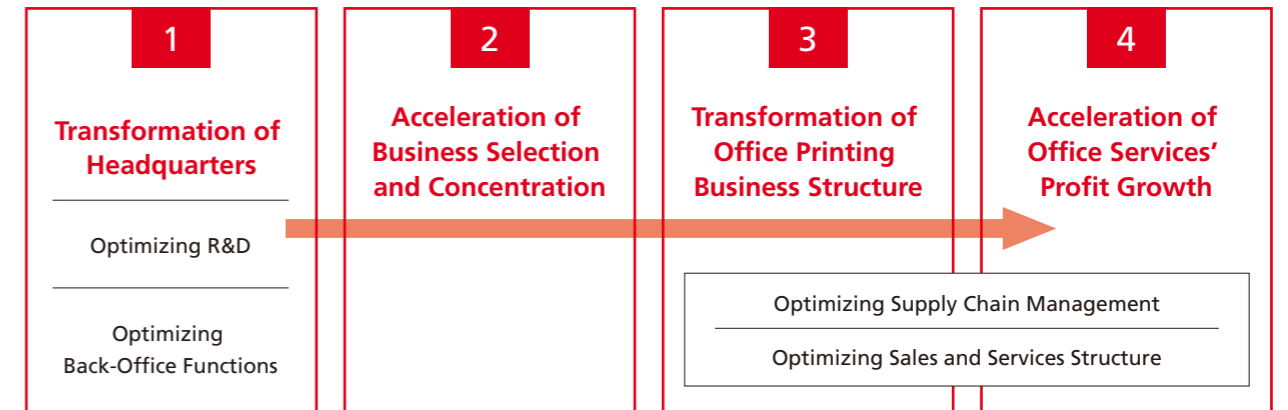 1
Transformation of
Headquarters
Optimizing R&D
Optimizing
Back-Office Functions
2
Acceleration of
Business Selection
and Concentration
3
Transformation of
Office Printing
Business Structure
4
Acceleration of
Office Services’
Profit Growth
Optimizing Supply Chain Management
Optimizing Sales and Services Structure